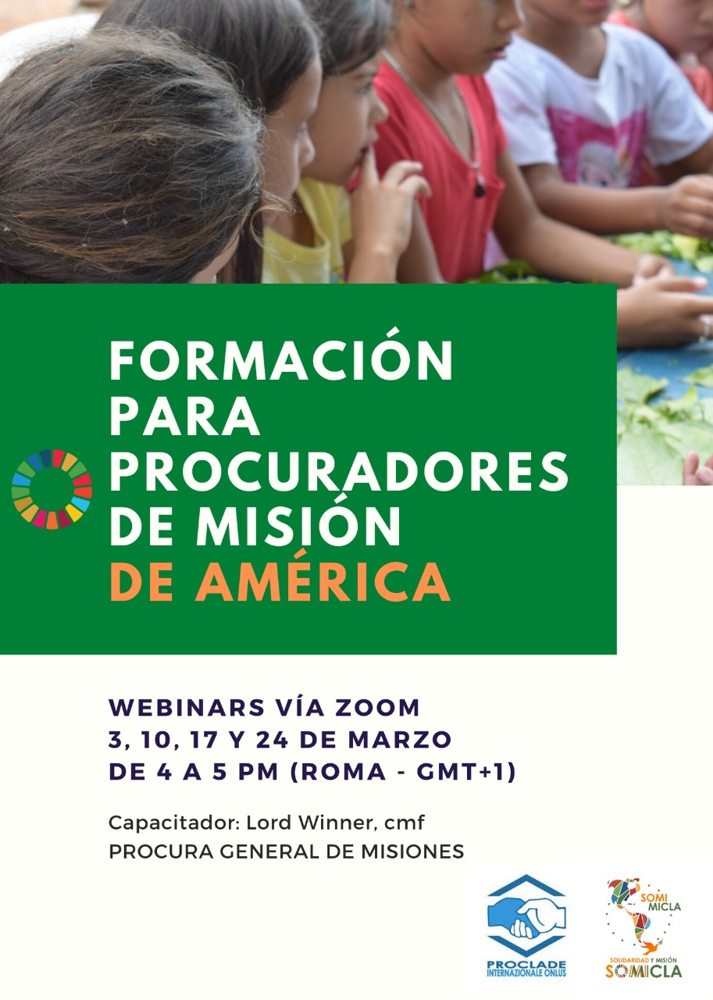 FORMACIÓN
PARA
PROCURADORES
DE MISIÓN
DE AMÉRICA
WEBINARS VÍA ZOOM
3, 10, 17 Y 24 DE MARZO
DE 4 A 5 PM (ROMA - GMT+1)
Capacitador: Lord Winner, cmf
PROCURA GENERAL DE MISIONES
PROCLADE
INTERNAZIONALE ONLUS
SOMI
MICLA
SOLIDARIDAD Y MISIÓN
SOMICLA